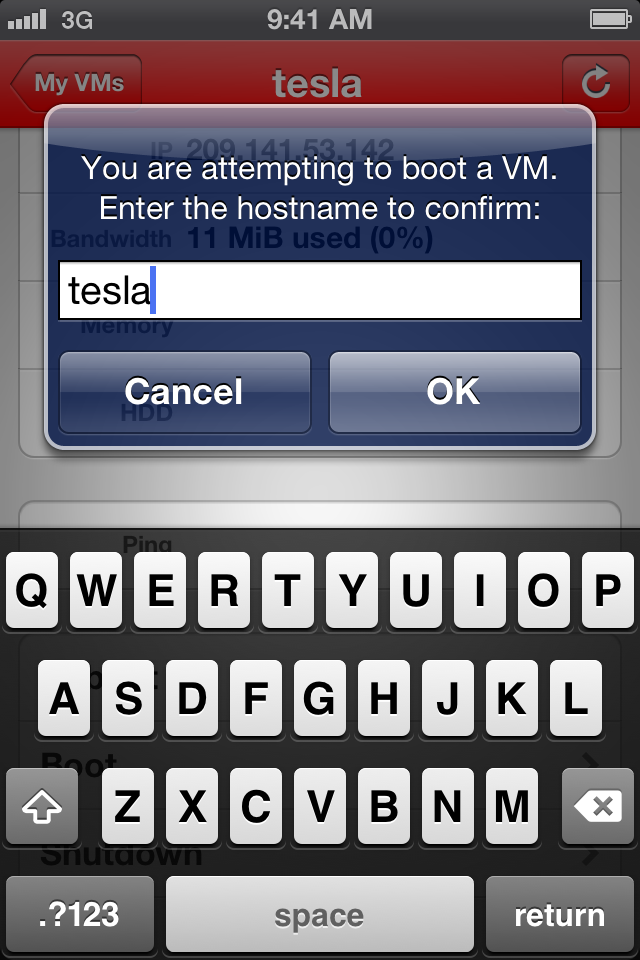 3G 9:41 AM
My VMs tesla
IP 209.141.53.142
You are attempting to boot a VM.
Enter the hostname to confirm:
Bandwidth 11 MiB used (0%)
tesla
Memory
Cancel OK
HDD
Ping
Q W E R T Y U I O P
A S D F G H J K L
Boot
Z X C V B N M
Shutdown
.?123 space return